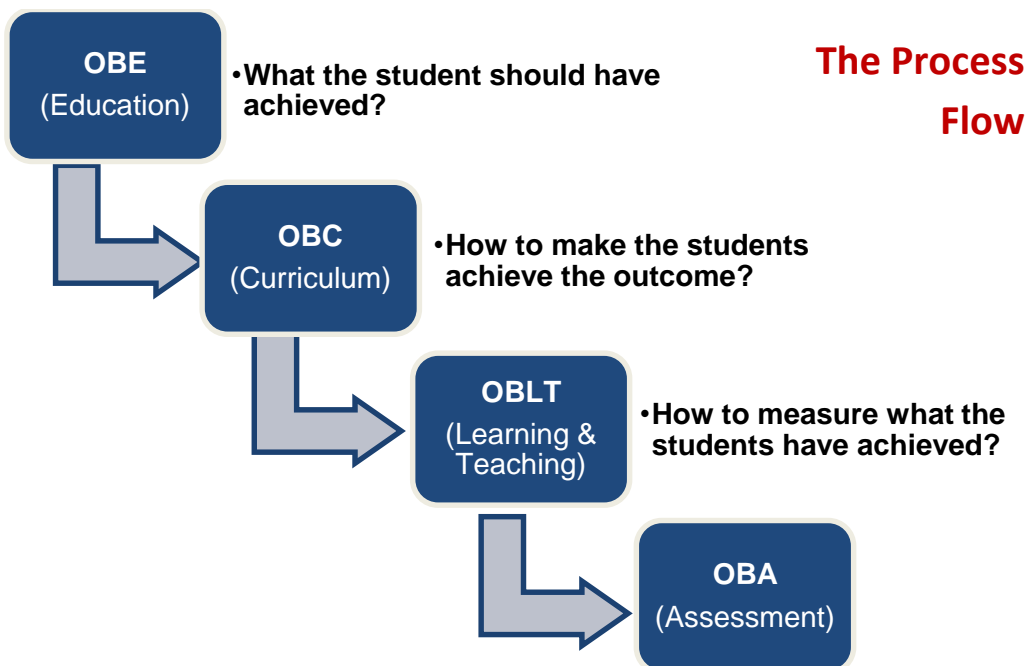 The Process
Flow
OBE
(Education)
•What the student should have
achieved?
OBC
(Curriculum)
•How to make the students
achieve the outcome?
OBLT
(Learning &
Teaching)
•How to measure what the
students have achieved?
OBA
(Assessment)